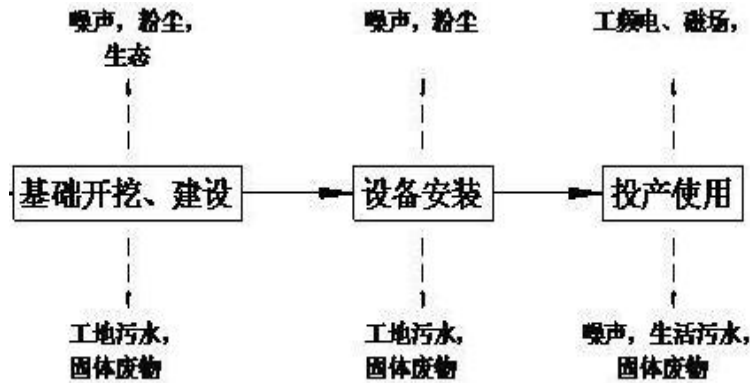 噪声，粉尘，
生态
噪声，粉尘
工频电、磁场，
基础开挖、建设
设备安装
投产使用
工地污水，
固体废物
工地污水，
固体废物
噪声，生活污水，
固体废物